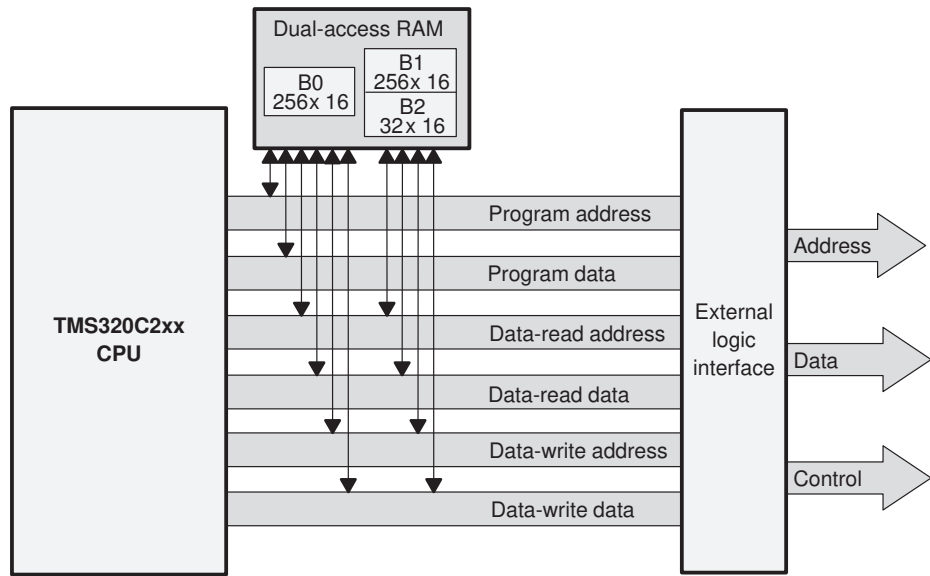 Dual-access RAM
B0
256x 16
B1
256x 16
B2
32x 16
TMS320C2xx
CPU
Program address
Program data
Data-read address
Data-read data
Data-write address
Data-write data
External
logic
interface
Address
Data
Control